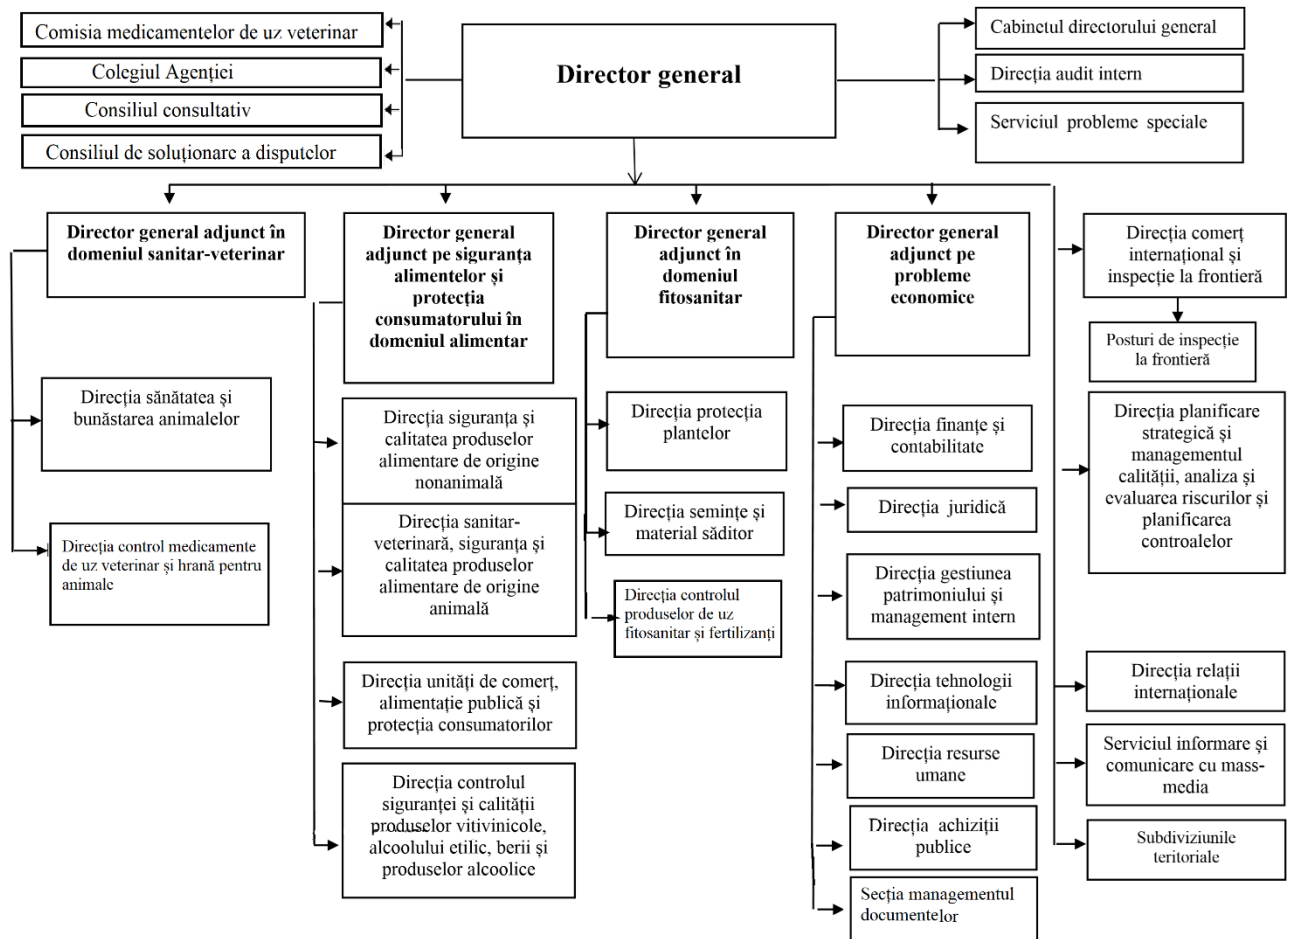 Comisia medicamentelor de uz veterinar
Colegiul Agenției
Consiliul consultativ
Consiliul de soluționare a disputelor
Director general
Cabinetul directorului general
Direcția audit intern
Serviciul probleme speciale
Director general adjunct în
domeniul sanitar-veterinar
Direcția sănătatea și
bunăstarea animalelor
Direcția control medicamente
de uz veterinar și hrană pentru
animale
Director general
adjunct pe siguranța
alimentelor și
protecția
consumatorului în
domeniul alimentar
Direcția siguranța și
calitatea produselor
alimentare de origine
nonanimală
Direcția sanitar-
veterinară, siguranța și
calitatea produselor
alimentare de origine
animală
Direcția unități de comerț,
alimentație publică și
protecția consumatorilor
Direcția controlul
siguranței și calității
produselor vitivinicole,
alcoolului etilic, berii și
produselor alcoolice
Director general
adjunct în
domeniul
fitosanitar
Direcția protecția
plantelor
Direcția semințe și
material săditor
Direcția controlul
produselor de uz
fitosanitar și fertilizanți
Director general
adjunct pe
probleme
economice
Direcția finanțe și
contabilitate
Direcția juridică
Direcția gestiunea
patrimoniului și
management intern
Direcția tehnologii
informaționale
Direcția resurse
umane
Direcția achiziții
publice
Secția managementul
documentelor
Direcția comerț
internațional și
inspecție la frontieră
Posturi de inspecție
la frontieră
Direcția planificare
strategică și
managementul
calității, analiza și
evaluarea riscurilor și
planificarea
controalelor
Direcția relații
internaționale
Serviciul informare și
comunicare cu mass-
media
Subdiviziunile
teritoriale